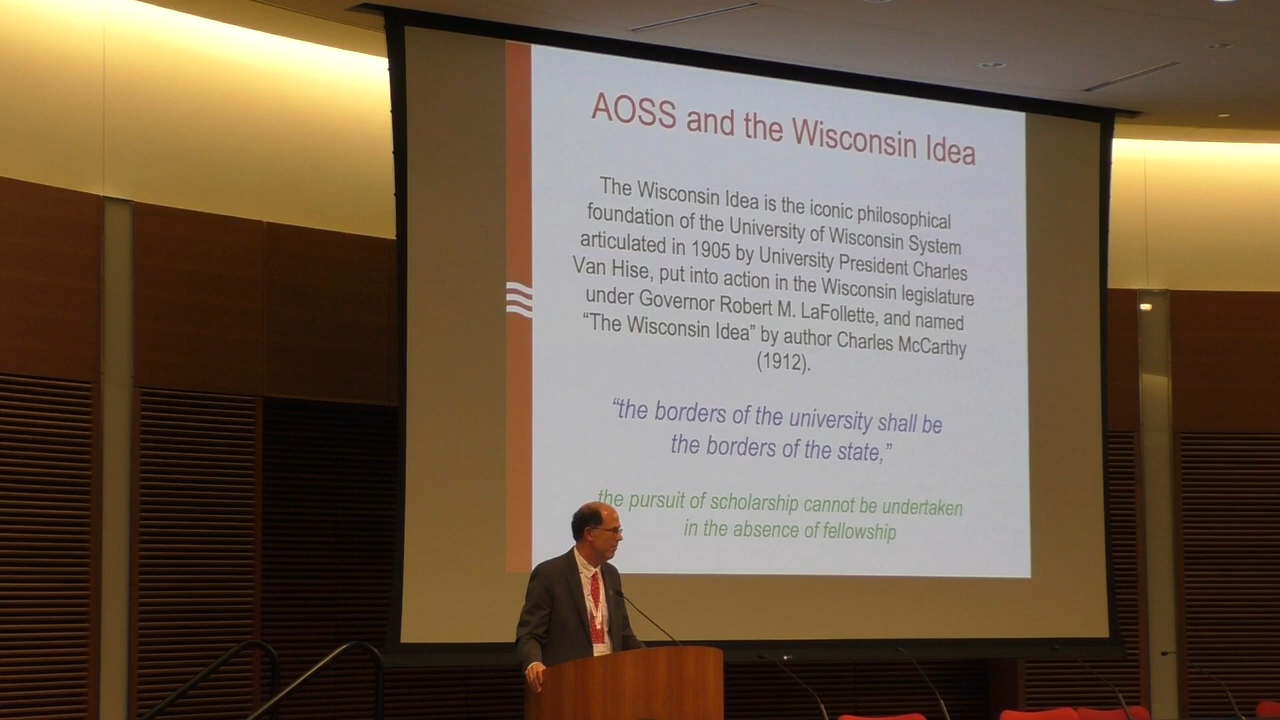 AOSS and the Wisconsin Idea
The Wisconsin Idea is the iconic philosophical
foundation of the University of Wisconsin System
articulated in 1905 by University President Charles
Van Hise, put into action in the Wisconsin legislature
under Governor Robert M. LaFollette, and named
“The Wisconsin Idea” by author Charles McCarthy
(1912).
“the borders of the university shall be
the borders of the state,”
the pursuit of scholarship cannot be undertaken
in the absence of fellowship